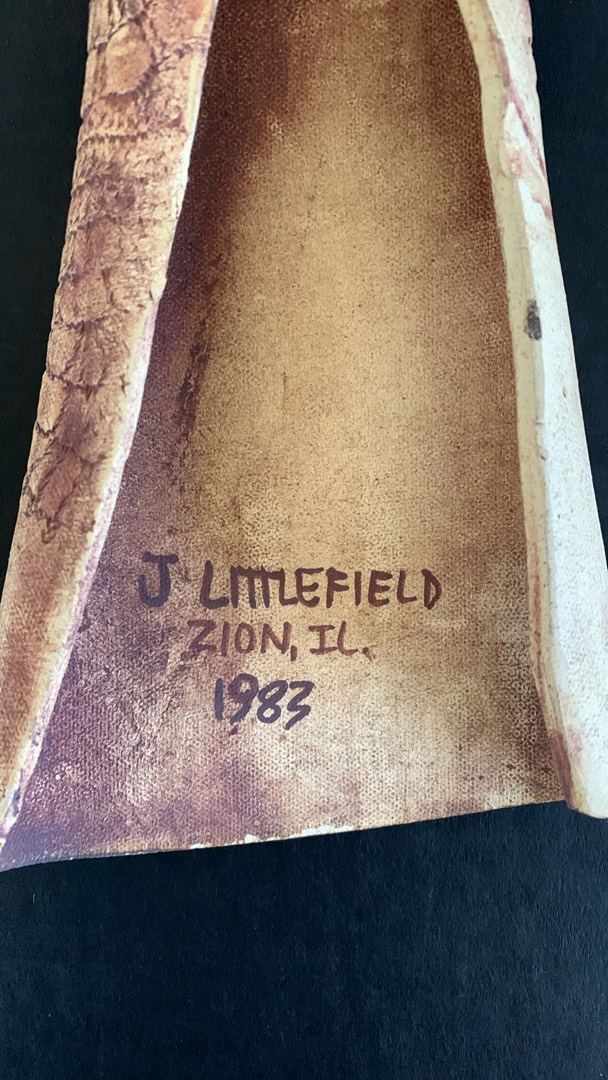 J LITTLEFIELD
ZION, IL.
1983